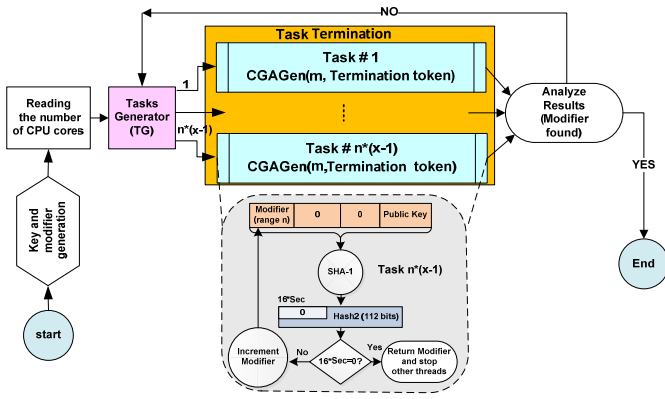 NO
Task Termination
Task # 1
CGAGen(m, Termination token)
Task # n*(x-1)
CGAGen(m,Termination token)
1
n*(x-1)
Reading
the number
of CPU cores
Tasks
Generator
(TG)
Analyze
Results
(Modifier
found)
YES
End
Key and
modifier
generation
start
Modifier
(range n)
0
0
Public Key
SHA-1
Task n*(x-1)
16*Sec
0
Hash2 (112 bits)
Increment
Modifier
No
16*Sec=0?
Yes
Return Modifier
and stop
other threads